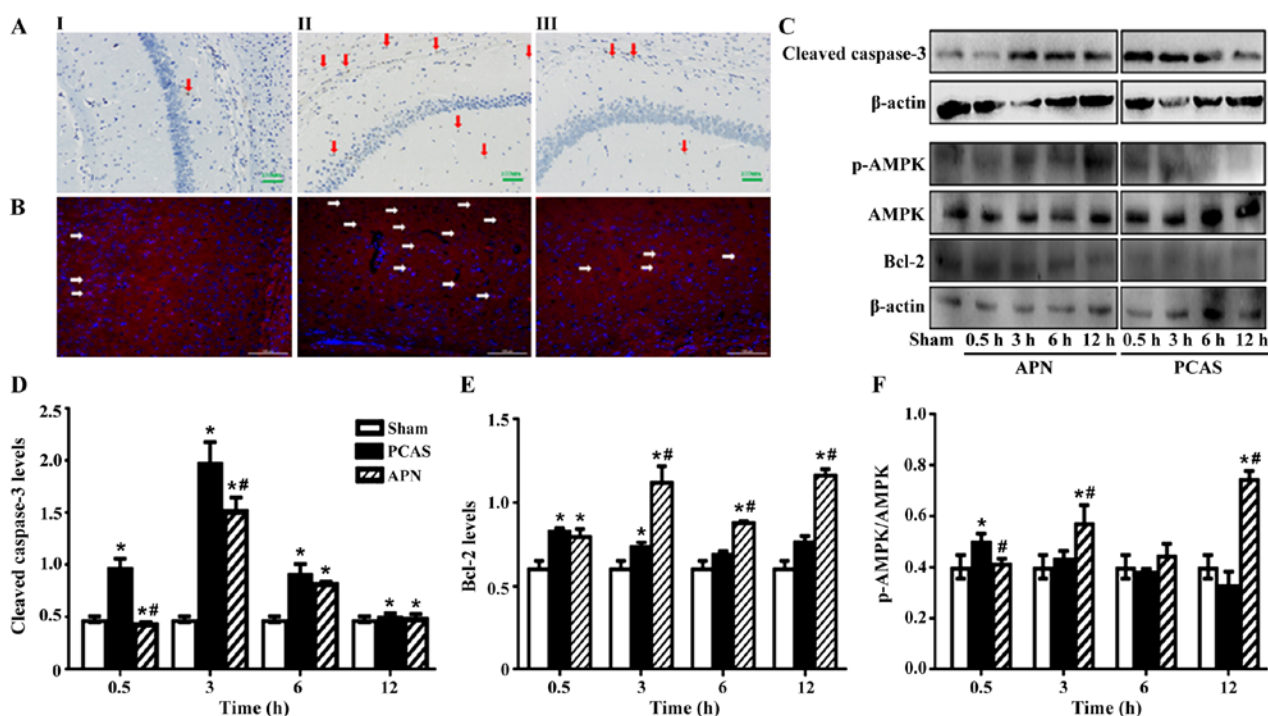 A
I
II
III
B
C
Cleaved caspase-3
β-actin
p-AMPK
AMPK
Bcl-2
β-actin
Sham 0.5 h 3 h 6 h 12 h 0.5 h 3 h 6 h 12 h
APN PCAS
D
Cleaved caspase-3 levels
2.5
2.0
1.5
1.0
0.5
0
Sham
PCAS
APN
* *# * *# * * * *
0.5 3 6 12
Time (h)
E
Bcl-2 levels
1.5
1.0
0.5
0
* * * *# *# *#
0.5 3 6 12
Time (h)
F
p-AMPK/AMPK
1.0
0.8
0.6
0.4
0.2
0.0
* # *# *#
0.5 3 6 12
Time (h)